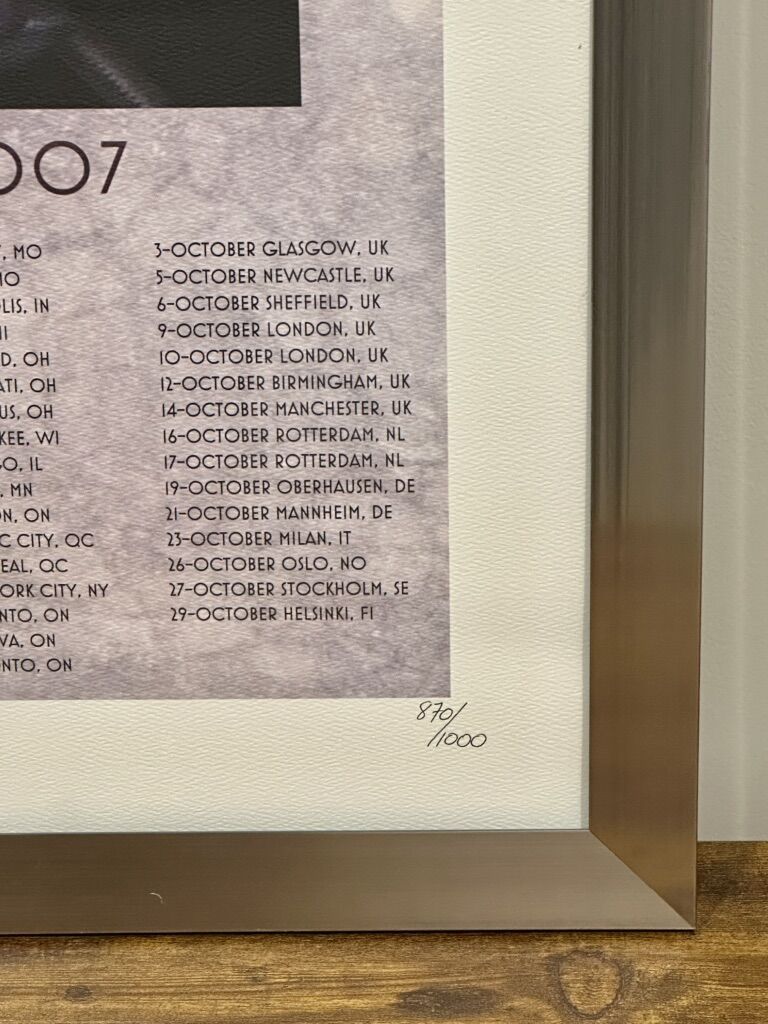 007
, MO
MO
LIS, IN
MI
D, OH
ATI, OH
US, OH
KEE, WI
GO, IL
, MN
ON, ON
C CITY, QC
EAL, QC
ORK CITY, NY
NTO, ON
WA, ON
NTO, ON
3-OCTOBER GLASGOW, UK
5-OCTOBER NEWCASTLE, UK
6-OCTOBER SHEFFIELD, UK
9-OCTOBER LONDON, UK
10-OCTOBER LONDON, UK
12-OCTOBER BIRMINGHAM, UK
14-OCTOBER MANCHESTER, UK
16-OCTOBER ROTTERDAM, NL
17-OCTOBER ROTTERDAM, NL
19-OCTOBER OBERHAUSEN, DE
21-OCTOBER MANNHEIM, DE
23-OCTOBER MILAN, IT
26-OCTOBER OSLO, NO
27-OCTOBER STOCKHOLM, SE
29-OCTOBER HELSINKI, FI
870/
1000